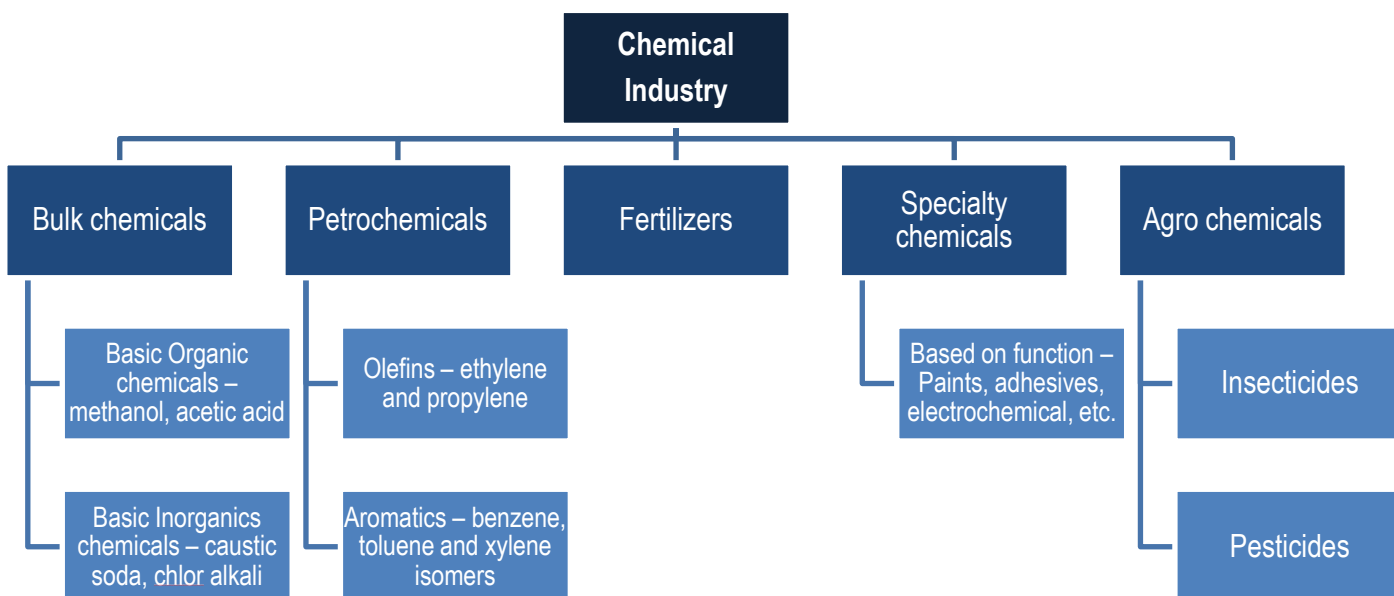 Chemical
Industry
Bulk chemicals
Petrochemicals
Fertilizers
Specialty
chemicals
Agro chemicals
Basic Organic
chemicals –
methanol, acetic acid
Olefins – ethylene
and propylene
Based on function –
Paints, adhesives,
electrochemical, etc.
Insecticides
Basic Inorganics
chemicals – caustic
soda, chlor alkali
Aromatics – benzene,
toluene and xylene
isomers
Pesticides